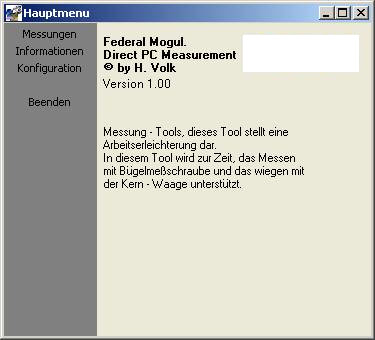 Hauptmenu
Messungen
Informationen
Konfiguration
Beenden
Federal Mogul.
Direct PC Measurement
© by H. Volk
Version 1.00
Messung - Tools, dieses Tool stellt eine
Arbeitserleichterung dar.
In diesem Tool wird zur Zeit, das Messen
mit Bügelmeßschraube und das wiegen mit
der Kern - Waage unterstützt.